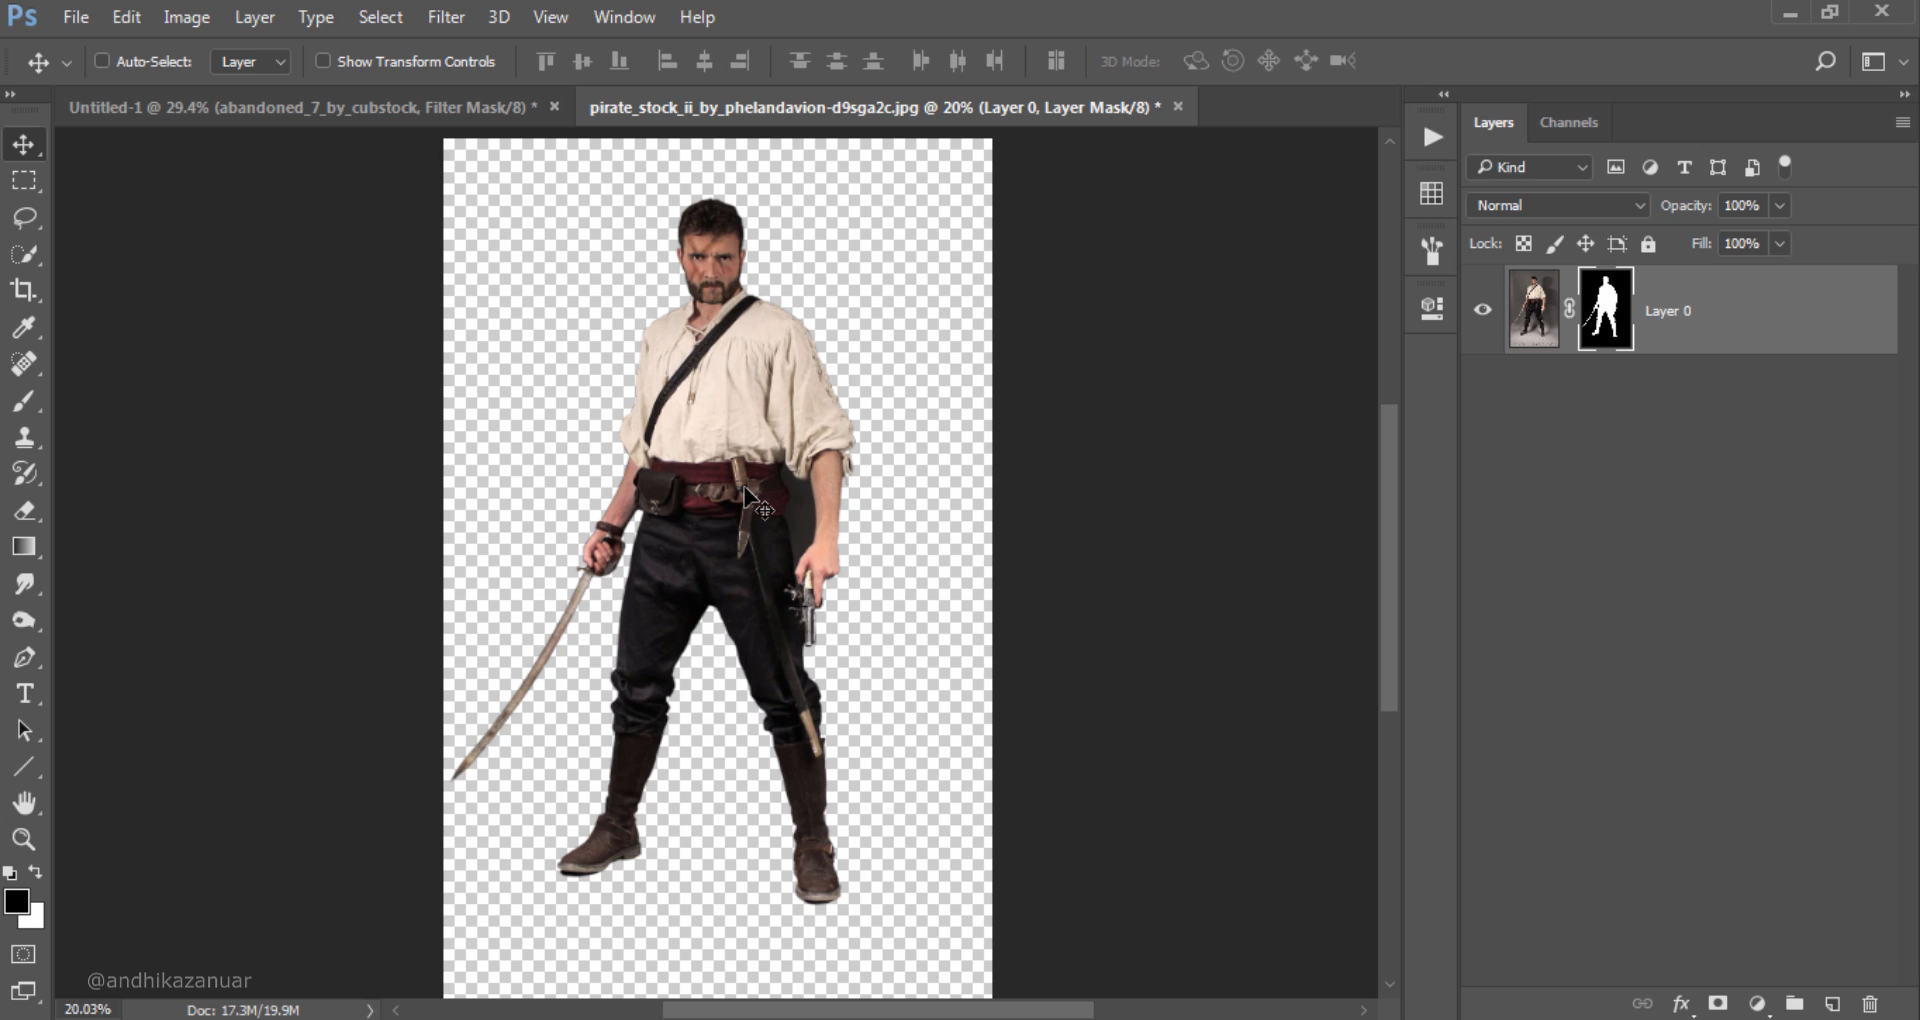 Ps File Edit Image Layer Type Select Filter 3D View Window Help
Auto-Select: Layer Show Transform Controls 3D Mode:
Untitled-1 @ 29.4% (abandoned_7_by_cubstock, Filter Mask/8) * pirate_stock_ii_by_phelandavion-d9sga2c.jpg @ 20% (Layer 0, Layer Mask/8) *
Layers Channels
Kind
Normal Opacity: 100%
Lock: Fill: 100%
Layer 0
@andhikazanuar
20.03% Doc: 17.3M/19.9M
fx